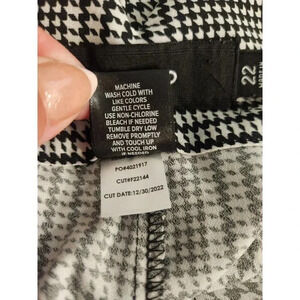 MACHINE
WASH COLD WITH
LIKE COLORS
GENTLE CYCLE
USE NON-CHLORINE
BLEACH IF NEEDED
TUMBLE DRY LOW
REMOVE PROMPTLY
AND TOUCH UP
WITH COOL IRON
IF NEEDED
PO#4021917
CUT#F22144
CUT DATE:12/30/2022
22